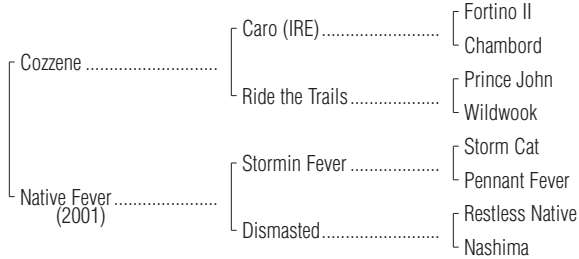 Fortino II
Caro (IRE)
Chambord
Cozzene
Prince John
Ride the Trails
Wildwook
Storm Cat
Stormin Fever
Pennant Fever
Native Fever
(2001)
Restless Native
Dismasted
Nashima